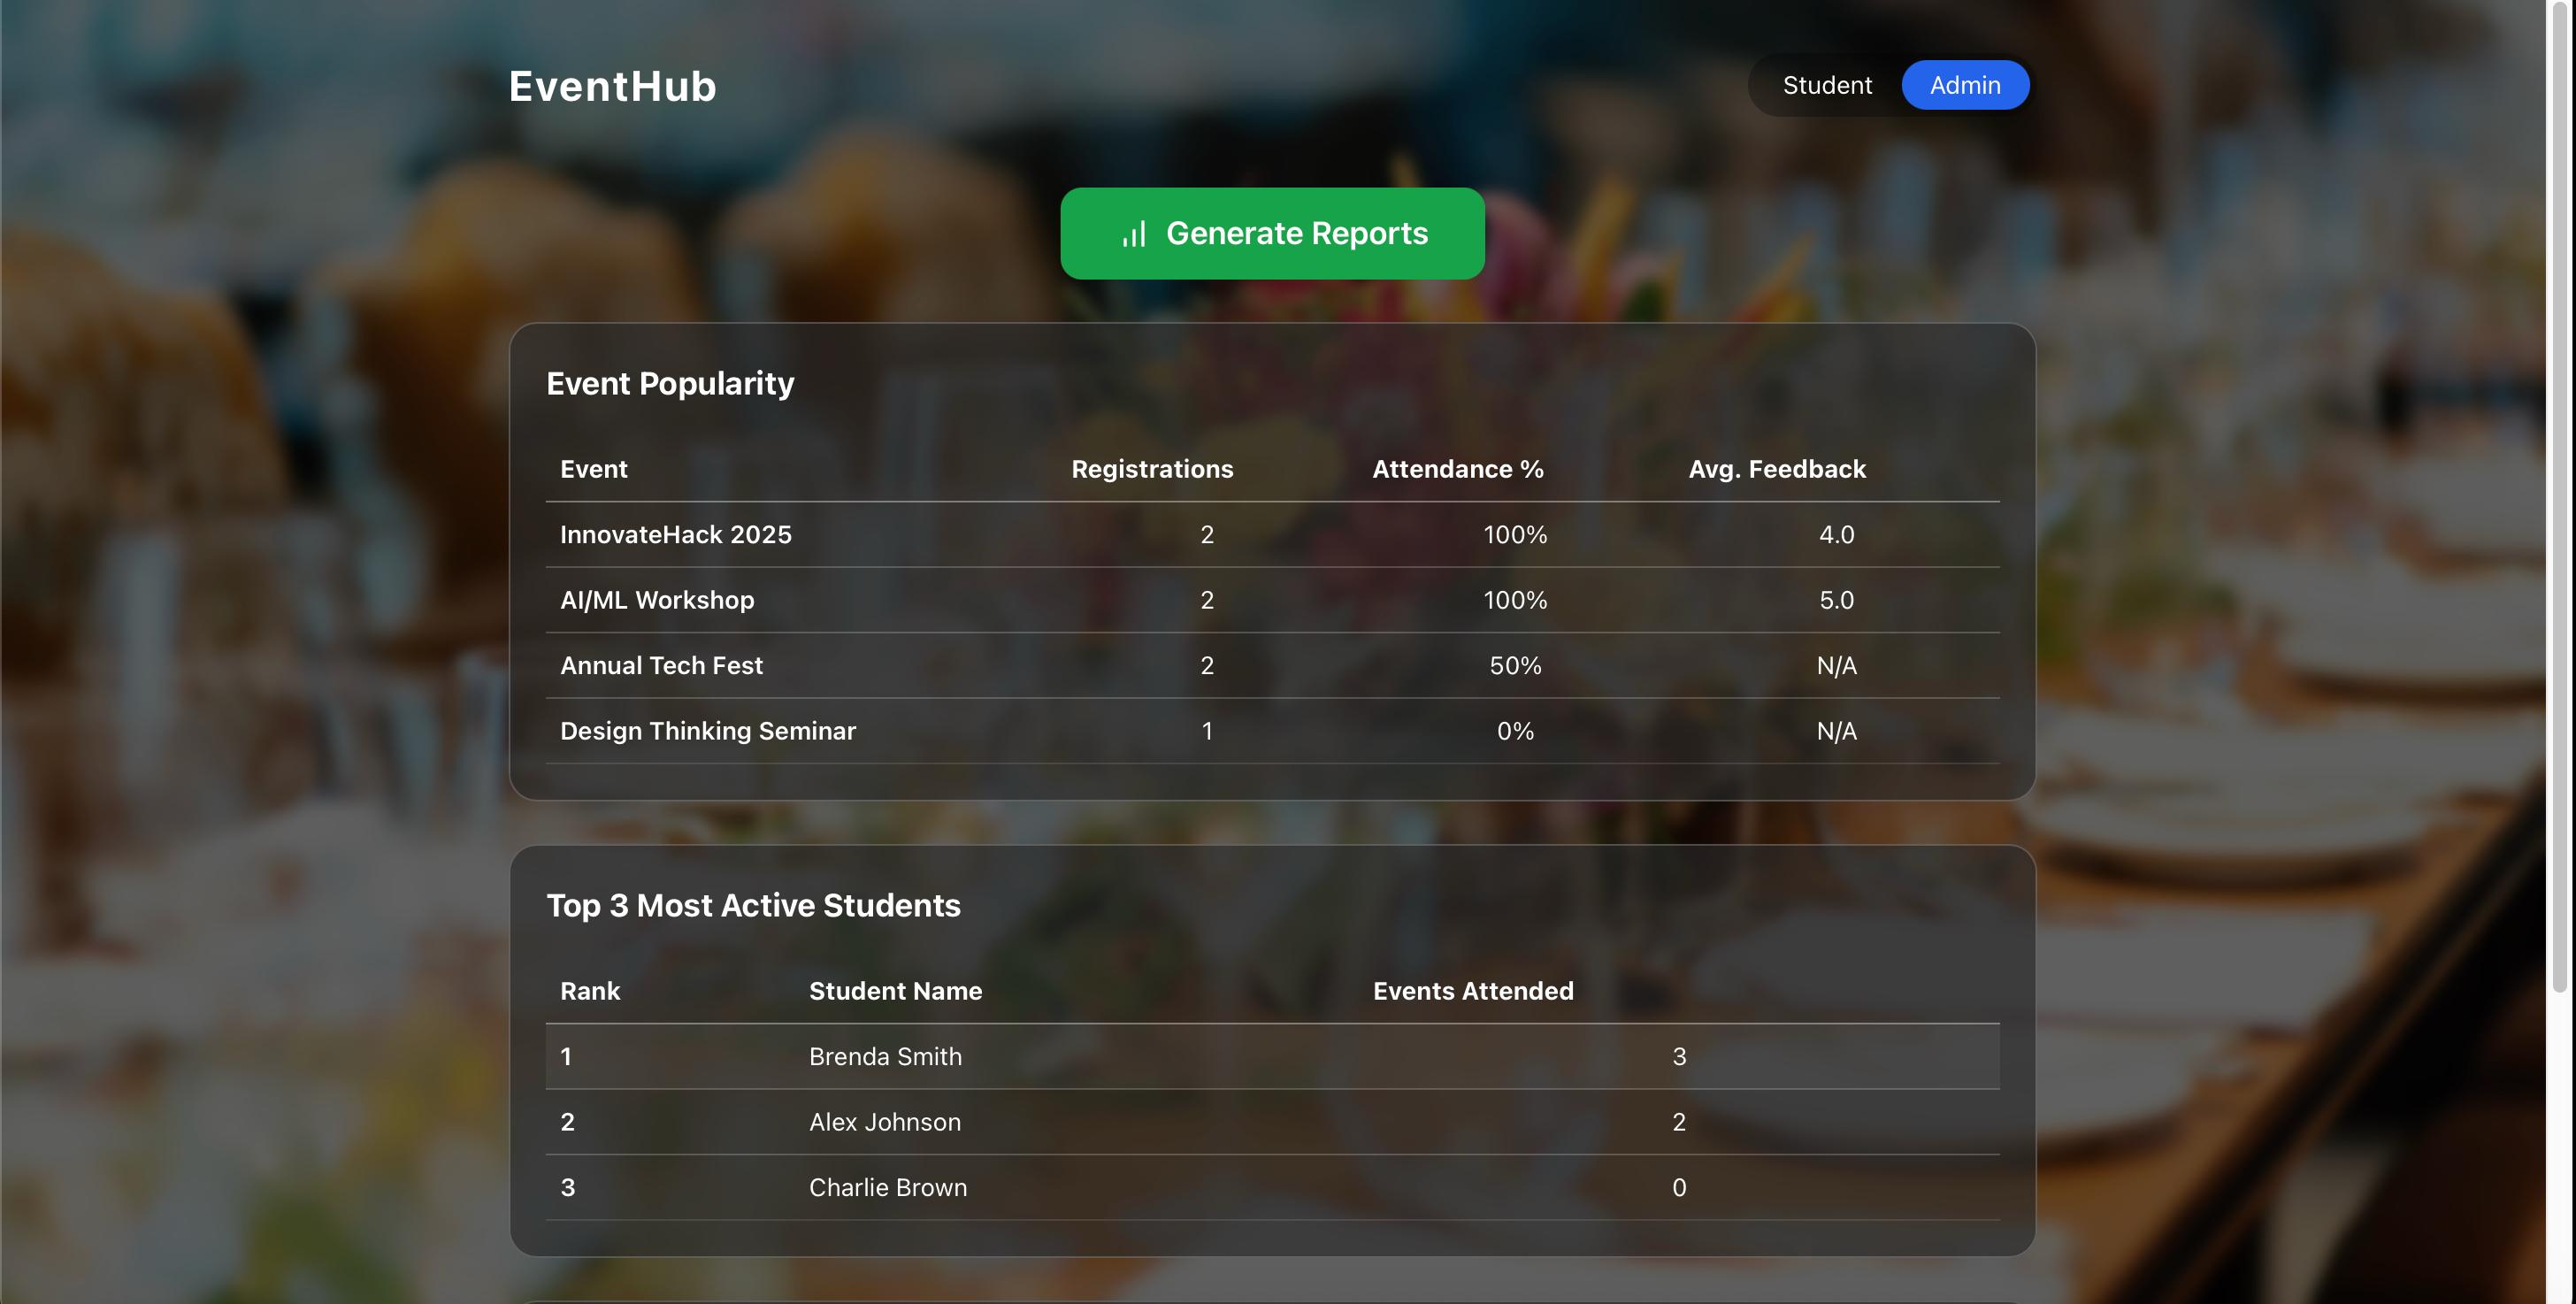 EventHub
Student Admin
Generate Reports
Event Popularity
Event Registrations Attendance % Avg. Feedback
InnovateHack 2025 2 100% 4.0
AI/ML Workshop 2 100% 5.0
Annual Tech Fest 2 50% N/A
Design Thinking Seminar 1 0% N/A
Top 3 Most Active Students
Rank Student Name Events Attended
1 Brenda Smith 3
2 Alex Johnson 2
3 Charlie Brown 0